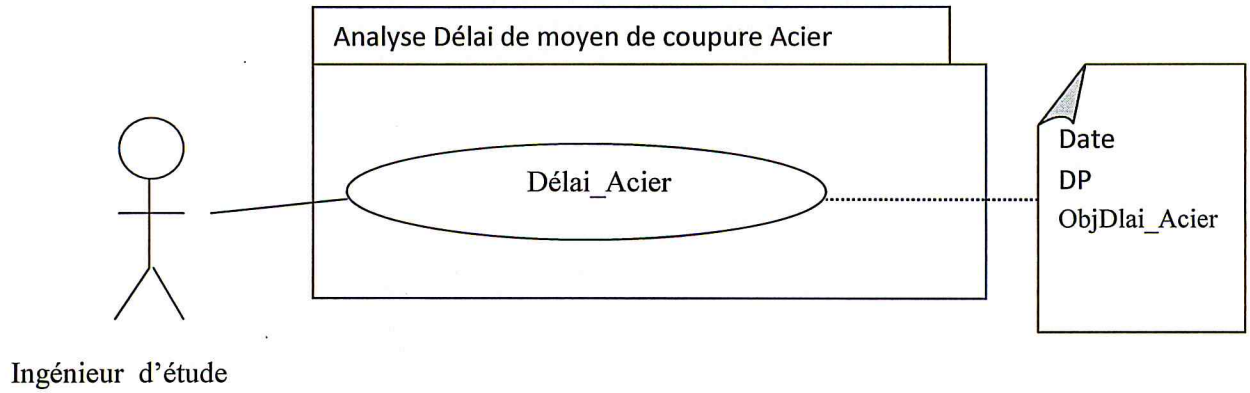 Analyse Délai de moyen de coupure Acier
Délai_Acier
Date
DP
ObjDlai_Acier
Ingénieur d'étude